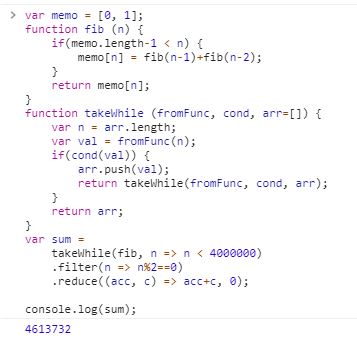 > var memo = [0, 1];
function fib (n) {
    if(memo.length-1 < n) {
        memo[n] = fib(n-1)+fib(n-2);
    }
    return memo[n];
}
function takeWhile (fromFunc, cond, arr=[]) {
    var n = arr.length;
    var val = fromFunc(n);
    if(cond(val)) {
        arr.push(val);
        return takeWhile(fromFunc, cond, arr);
    }
    return arr;
}
var sum =
    takeWhile(fib, n => n < 4000000)
    .filter(n => n%2==0)
    .reduce((acc, c) => acc+c, 0);

console.log(sum);
4613732